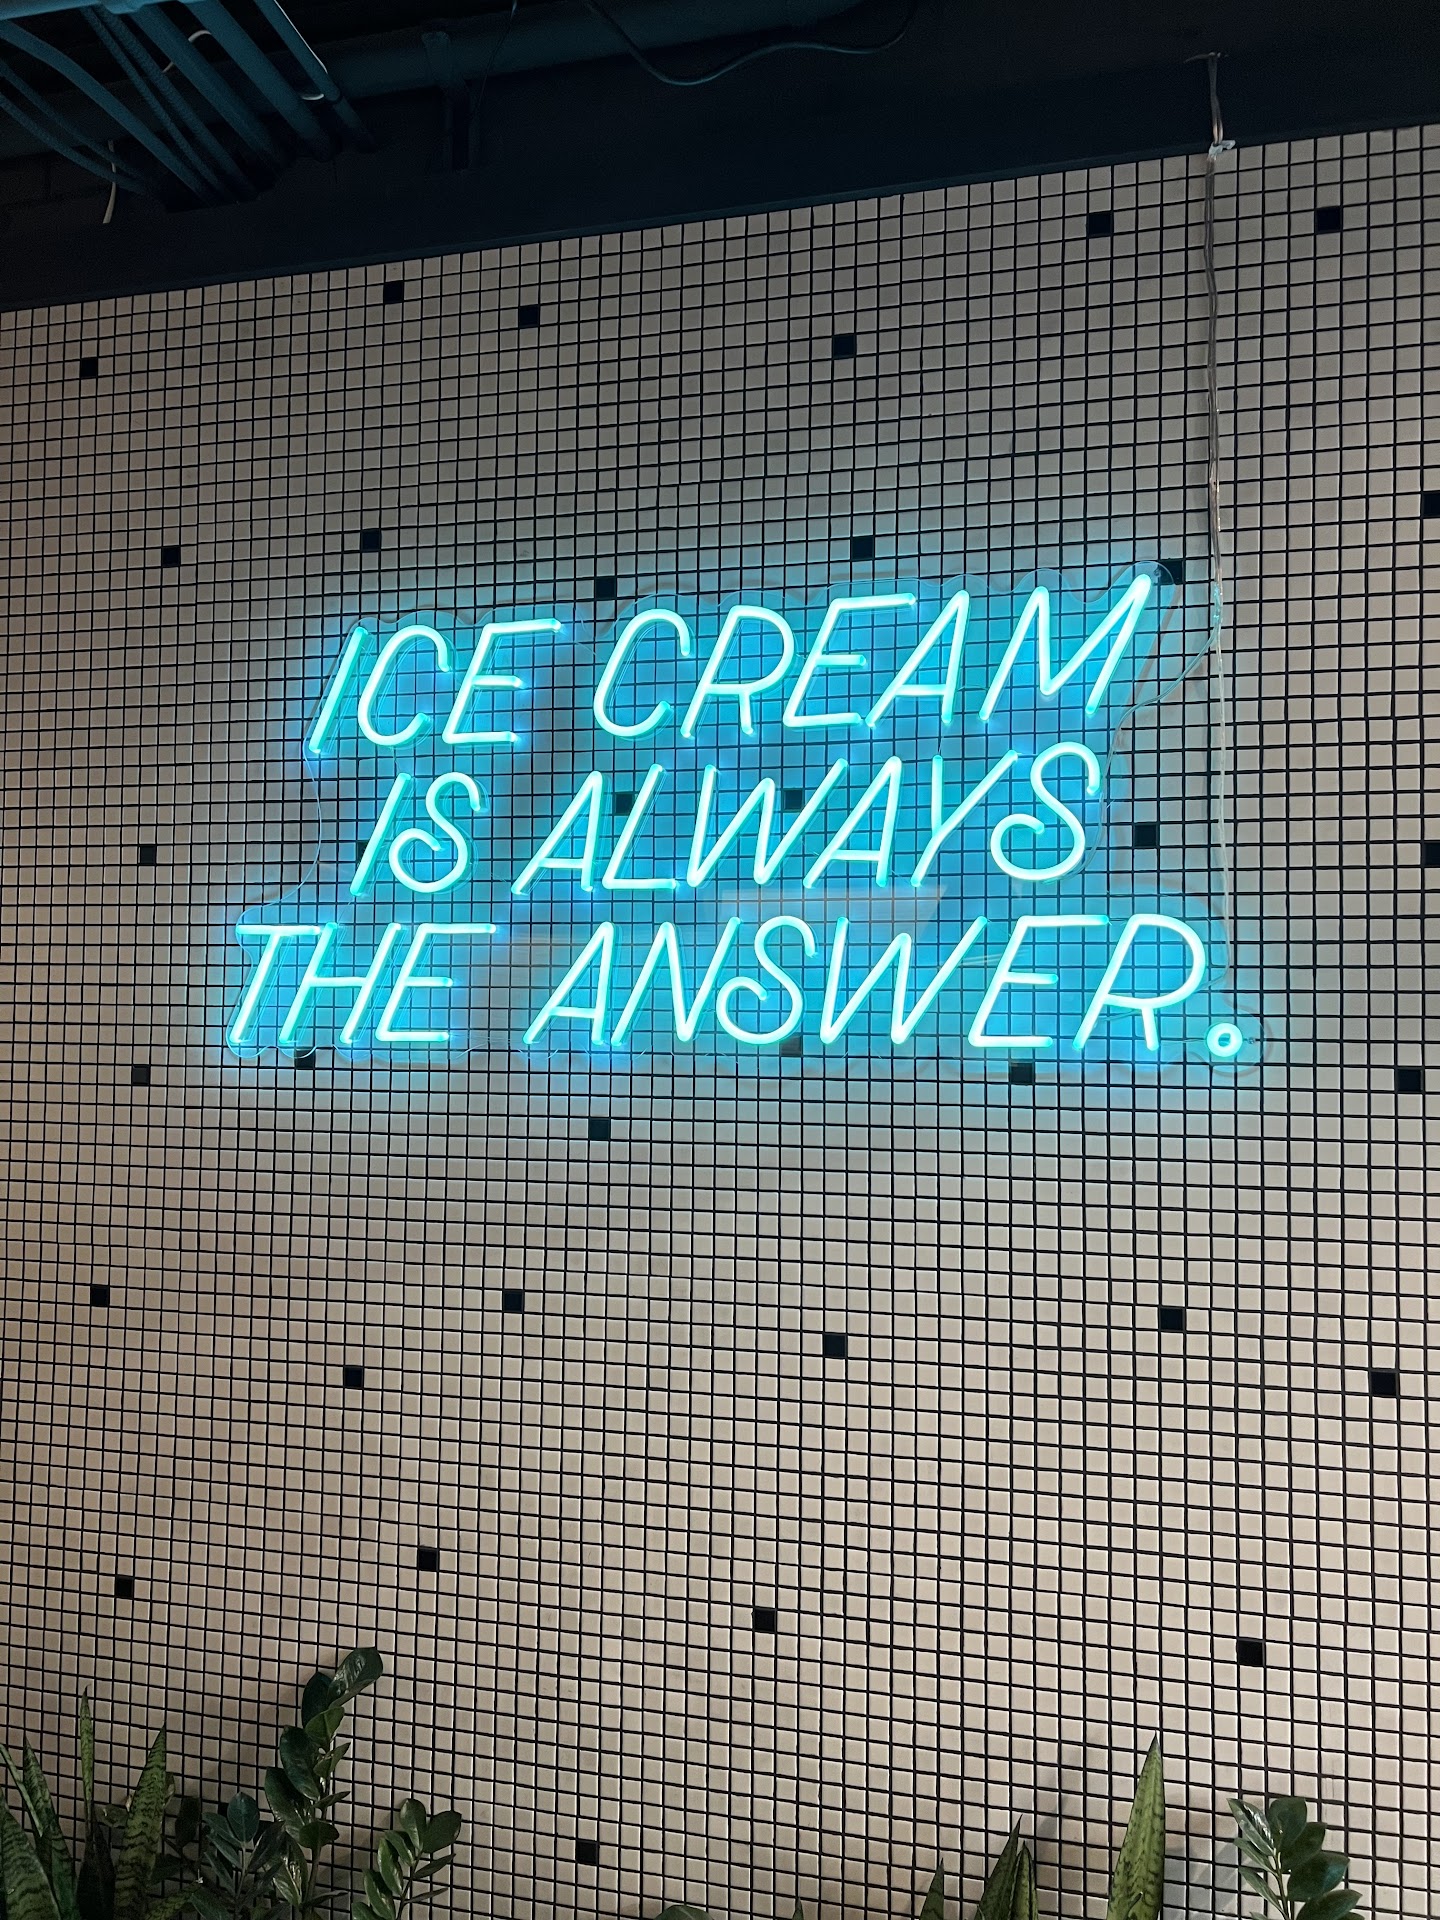 ICE CREAM
IS ALWAYS
THE ANSWER.